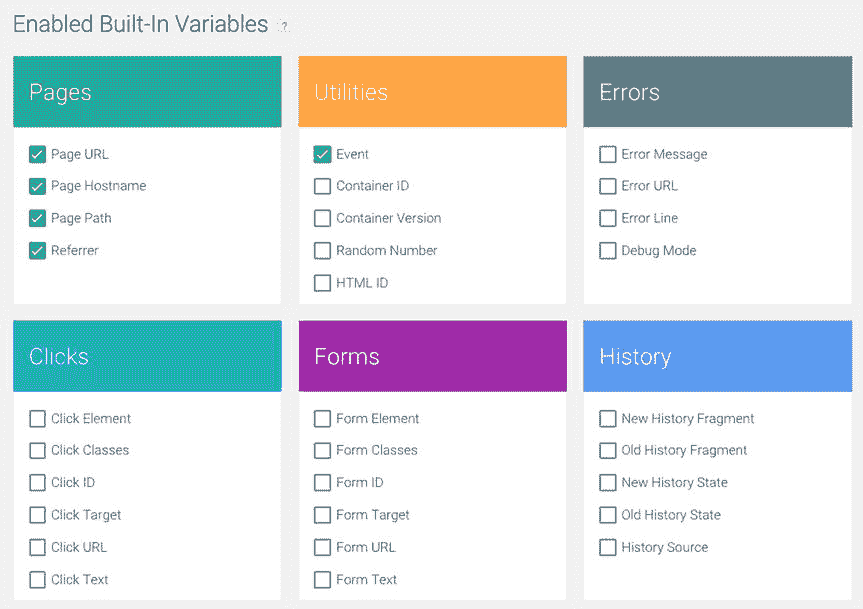 Enabled Built-In Variables ?
Pages
Page URL
Page Hostname
Page Path
Referrer
Utilities
Event
Container ID
Container Version
Random Number
HTML ID
Errors
Error Message
Error URL
Error Line
Debug Mode
Clicks
Click Element
Click Classes
Click ID
Click Target
Click URL
Click Text
Forms
Form Element
Form Classes
Form ID
Form Target
Form URL
Form Text
History
New History Fragment
Old History Fragment
New History State
Old History State
History Source